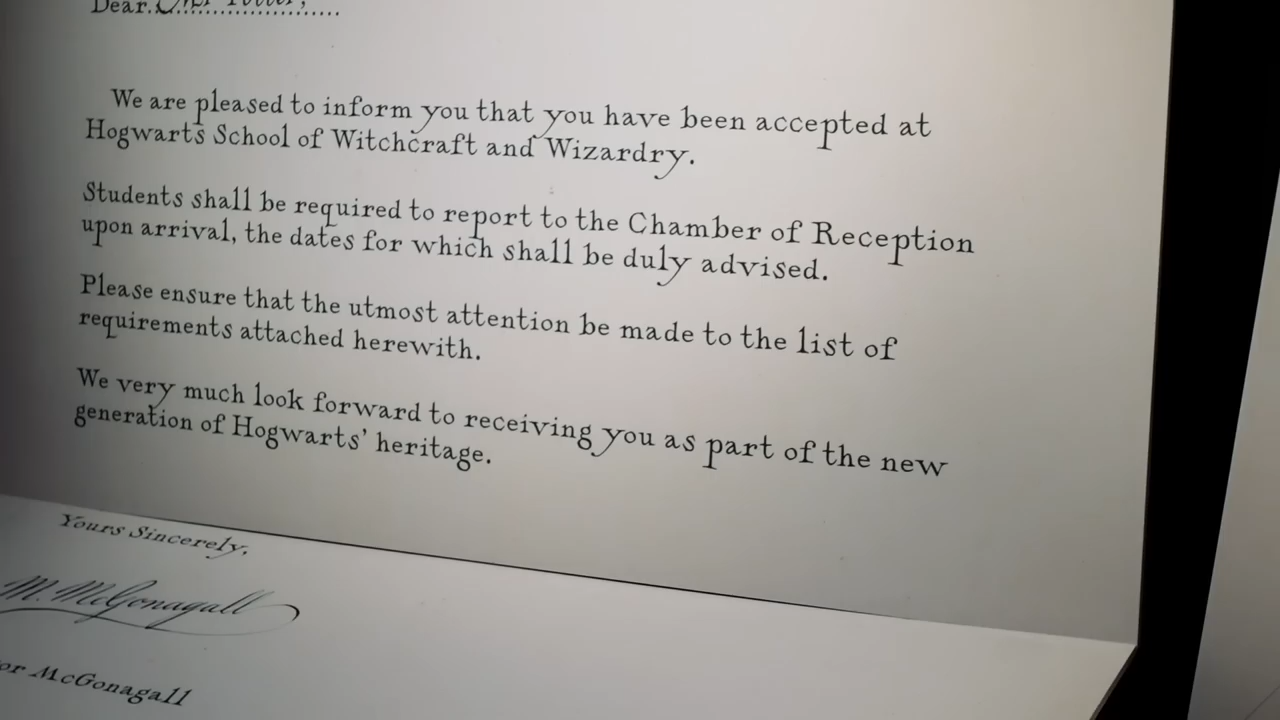 Dear
We are pleased to inform you that you have been accepted at
Hogwarts School of Witchcraft and Wizardry.
Students shall be required to report to the Chamber of Reception
upon arrival, the dates for which shall be duly advised.
Please ensure that the utmost attention be made to the list of
requirements attached herewith.
We very much look forward to receiving you as part of the new
generation of Hogwarts' heritage.
Yours Sincerely,
M. McGonagall
McGonagall